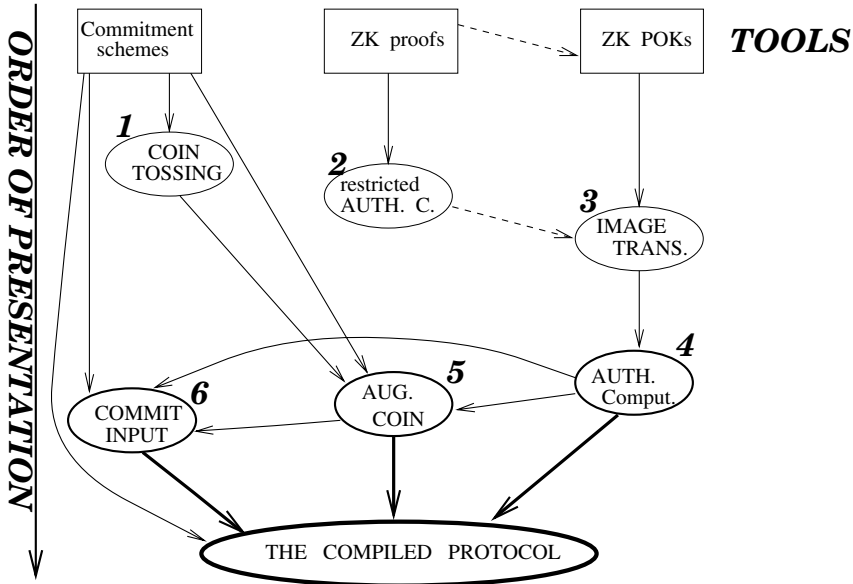 Commitment
schemes
ZK proofs
ZK POKs
TOOLS
ORDER OF PRESENTATION
1
COIN
TOSSING
2
restricted
AUTH. C.
3
IMAGE
TRANS.
4
AUTH.
Comput.
5
AUG.
COIN
6
COMMIT
INPUT
THE COMPILED PROTOCOL